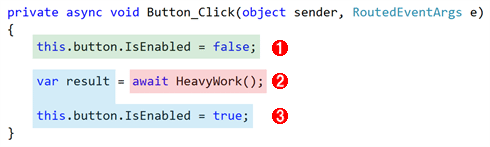 private async void Button_Click(object sender, RoutedEventArgs e)
{
this.button.IsEnabled = false; 1
var result = await HeavyWork(); 2
this.button.IsEnabled = true; 3
}